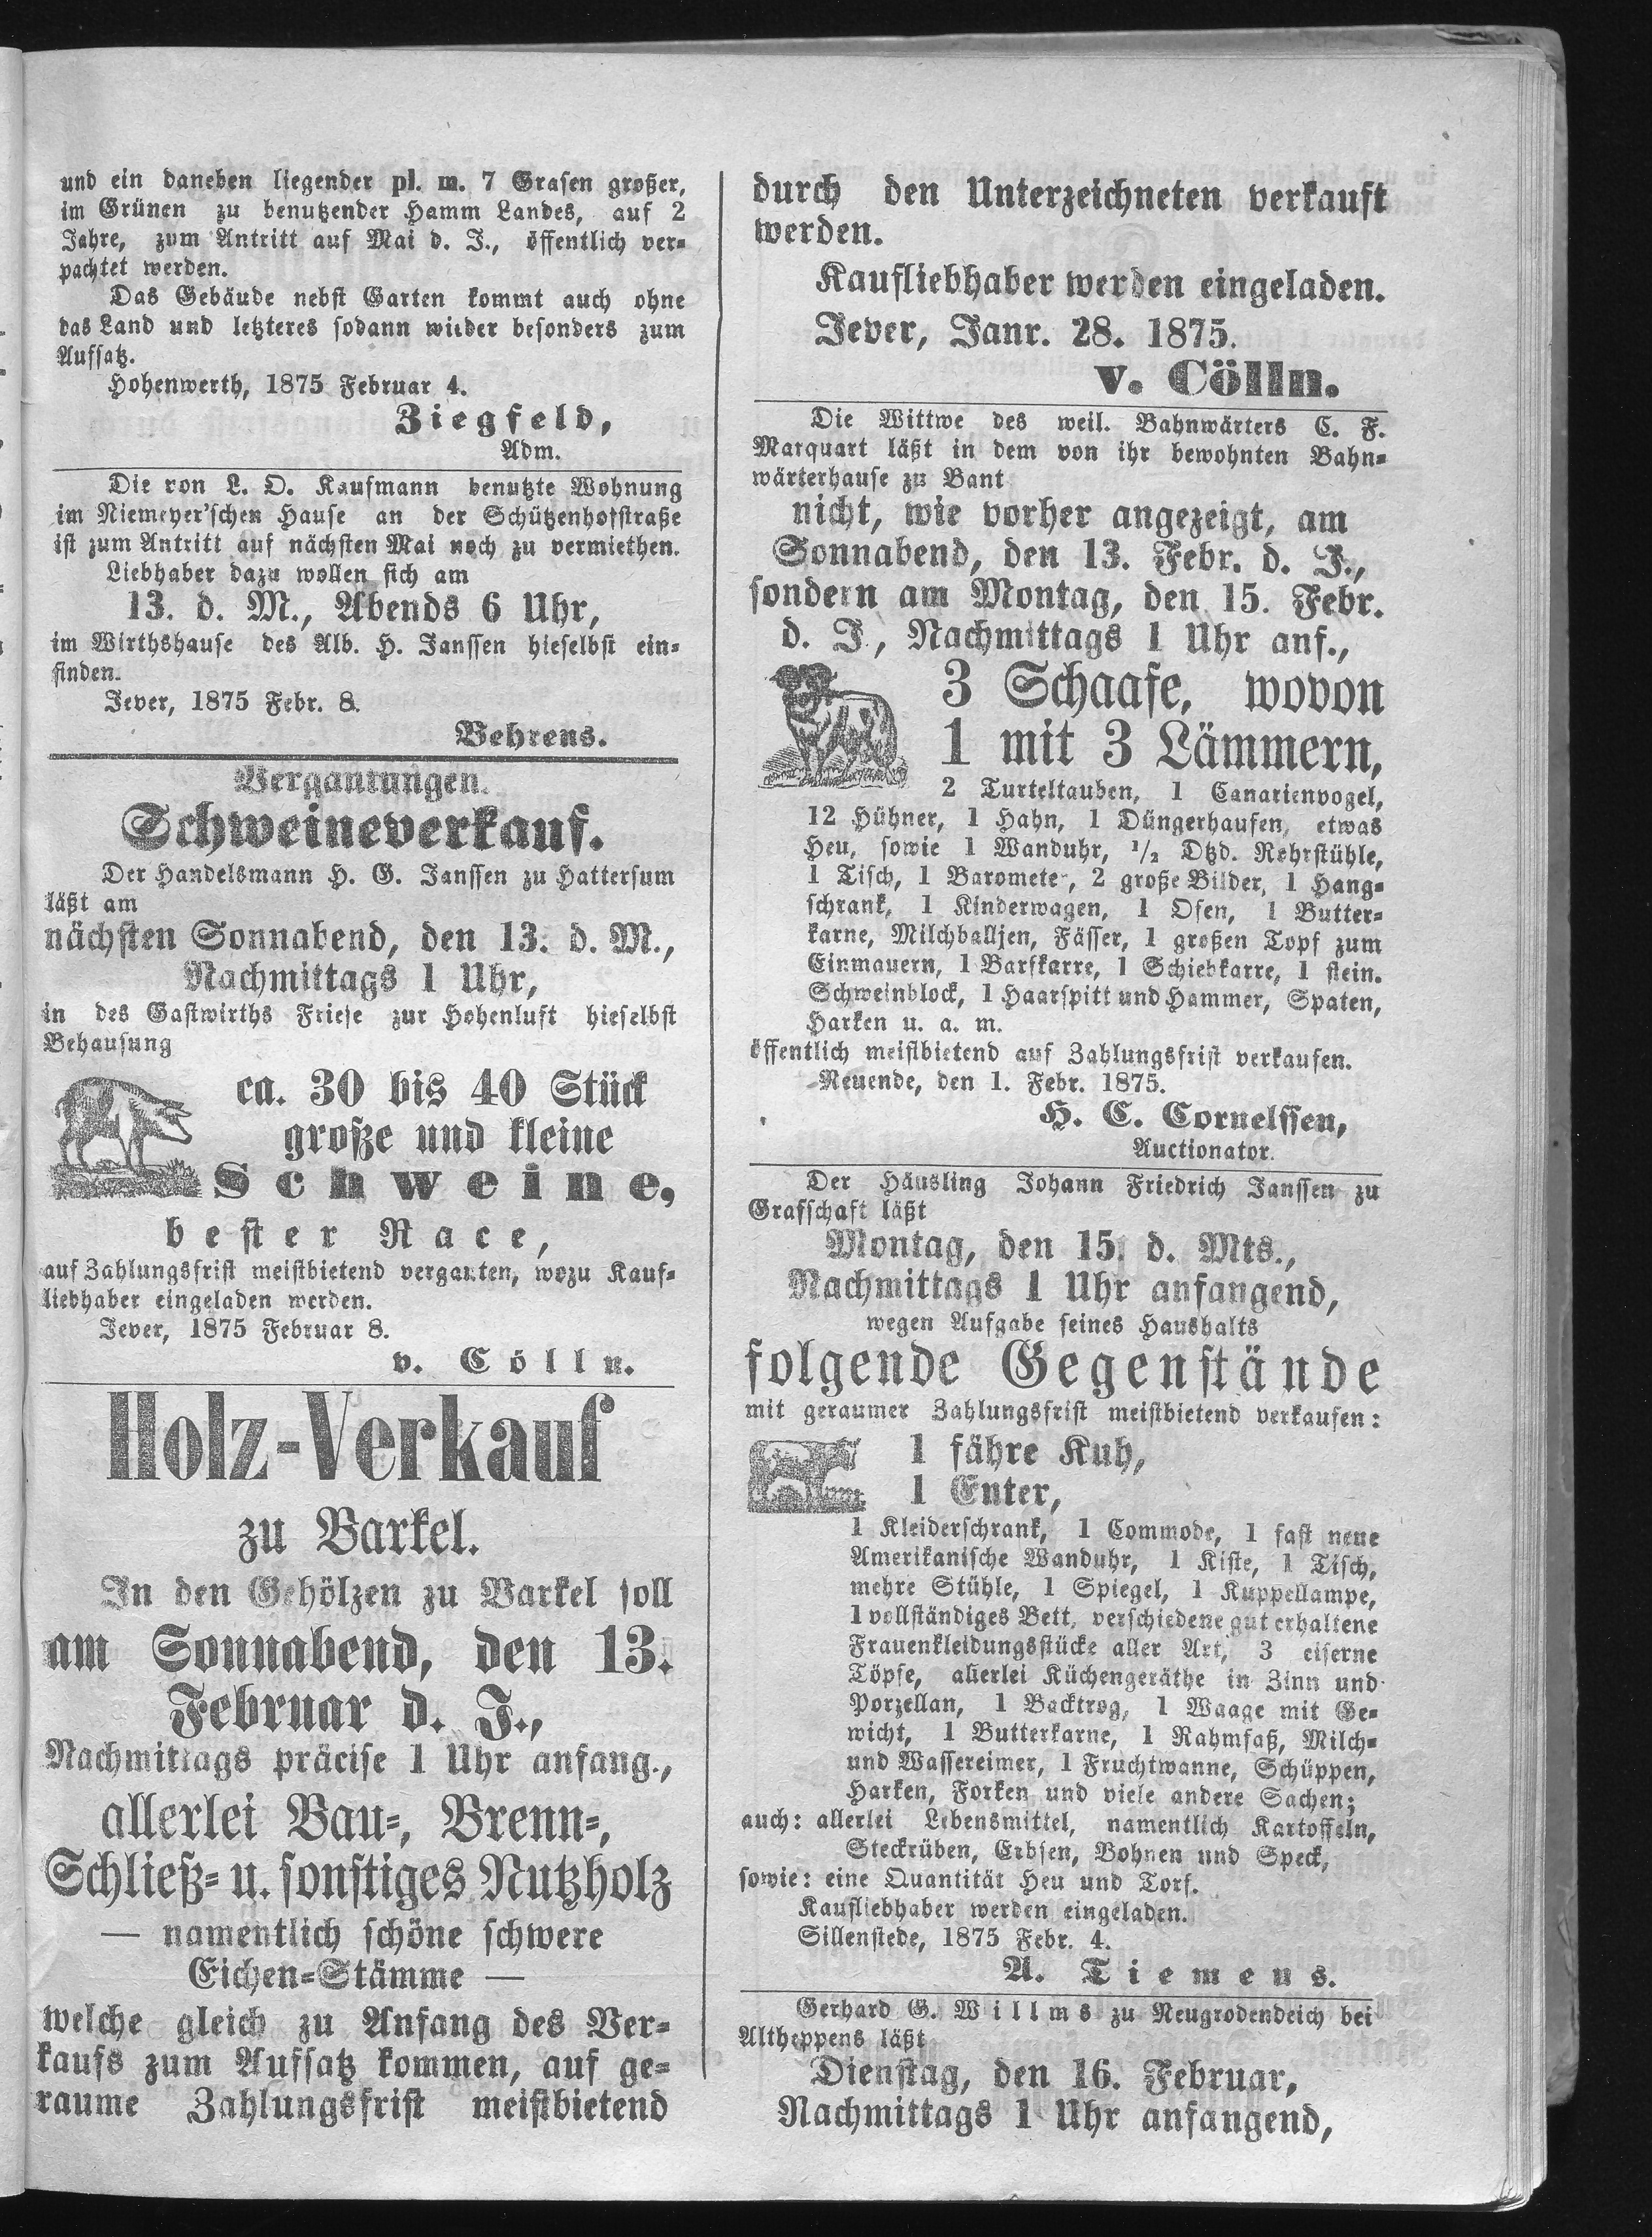 und ein daneben liegender pl. m. 7 Grasen großer,
im Grünen zu benutzender Hamm Landes, auf 2
Jahre, zum Antritt auf Mai d. J., öffentlich ver-
pachtet werden.
Das Gebäude nebst Garten kommt auch ohne
das Land und letzteres sodann wieder besonders zum
Aufsatz.
Hohenwerth, 1875 Februar 4.
Ziegfeld,
Adm.
Die von L. O. Kaufmann benutzte Wohnung
im Niemeyer'schen Hause an der Schützenhofstraße
ist zum Antritt auf nächsten Mai noch zu vermiethen.
Liebhaber dazu wollen sich am
13. d. M., Abends 6 Uhr,
im Wirthshause des Alb. H. Janssen hieselbst ein-
finden.
Jever, 1875 Febr. 8.
Behrens.
Vergantungen.
Schweineverkauf.
Der Handelsmann H. G. Janssen zu Hattersum
läßt am
nächsten Sonnabend, den 13. d. M.,
Nachmittags 1 Uhr,
in des Gastwirths Friese zur Hohenluft hieselbst
Behausung
ca. 30 bis 40 Stück
große und kleine
Schweine,
bester Race,
auf Zahlungsfrist meistbietend verganten, wozu Kauf-
liebhaber eingeladen werden.
Jever, 1875 Februar 8.
v. Cölln.
Holz-Verkauf
zu Barkel.
In den Gehölzen zu Barkel soll
am Sonnabend, den 13.
Februar d. J.,
Nachmittags präcise 1 Uhr anfang.,
allerlei Bau-, Brenn-,
Schließ- u. sonstiges Nutzholz
— namentlich schöne schwere
Eichen-Stämme —
welche gleich zu Anfang des Ver-
kaufs zum Aufsatz kommen, auf ge-
raume Zahlungsfrist meistbietend
durch den Unterzeichneten verkauft
werden.
Kaufliebhaber werden eingeladen.
Jever, Janr. 28. 1875.
v. Cölln.
Die Wittwe des weil. Bahnwärters C. F.
Marquart läßt in dem von ihr bewohnten Bahn-
wärterhause zu Bant
nicht, wie vorher angezeigt, am
Sonnabend, den 13. Febr. d. J.,
sondern am Montag, den 15. Febr.
d. J., Nachmittags 1 Uhr anf.,
3 Schaafe, wovon
1 mit 3 Lämmern,
2 Turteltauben, 1 Canarienvogel,
12 Hühner, 1 Hahn, 1 Düngerhaufen, etwas
Heu, sowie 1 Wanduhr, 1/2 Dtzd. Rohrstühle,
1 Tisch, 1 Barometer, 2 große Bilder, 1 Hang-
schrank, 1 Kinderwagen, 1 Ofen, 1 Butter-
karne, Milchballjen, Fässer, 1 großen Topf zum
Einmauern, 1 Barfkarre, 1 Schiebkarre, 1 stein.
Schweinblock, 1 Haarspitt und Hammer, Spaten,
Harken u. a. m.
öffentlich meistbietend auf Zahlungsfrist verkaufen.
Neuende, den 1. Febr. 1875.
H. C. Cornelssen,
Auctionator.
Der Häusling Johann Friedrich Janssen zu
Grafschaft läßt
Montag, den 15. d. Mts.,
Nachmittags 1 Uhr anfangend,
wegen Aufgabe seines Haushalts
folgende Gegenstände
mit geraumer Zahlungsfrist meistbietend verkaufen:
1 fähre Kuh,
1 Enter,
1 Kleiderschrank, 1 Commode, 1 fast neue
Amerikanische Wanduhr, 1 Kiste, 1 Tisch,
mehre Stühle, 1 Spiegel, 1 Kuppellampe,
1 vollständiges Bett, verschiedene gut erhaltene
Frauenkleidungsstücke aller Art, 3 eiserne
Töpfe, allerlei Küchengeräthe in Zinn und
Porzellan, 1 Backtrog, 1 Waage mit Ge-
wicht, 1 Butterkarne, 1 Rahmfaß, Milch-
und Wassereimer, 1 Fruchtwanne, Schüppen,
Harken, Forken und viele andere Sachen;
auch: allerlei Lebensmittel, namentlich Kartoffeln,
Steckrüben, Erbsen, Bohnen und Speck,
sowie: eine Quantität Heu und Torf.
Kaufliebhaber werden eingeladen.
Sillenstede, 1875 Febr. 4.
A. Tiemens.
Gerhard G. Willms zu Neugrodendeich bei
Altheppens läßt
Dienstag, den 16. Februar,
Nachmittags 1 Uhr anfangend,